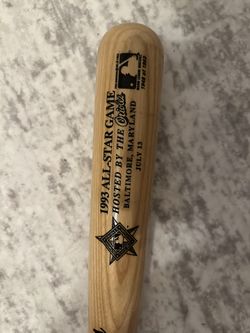 1993 ALL-STAR GAME
HOSTED BY THE Orioles
BALTIMORE, MARYLAND
JULY 13